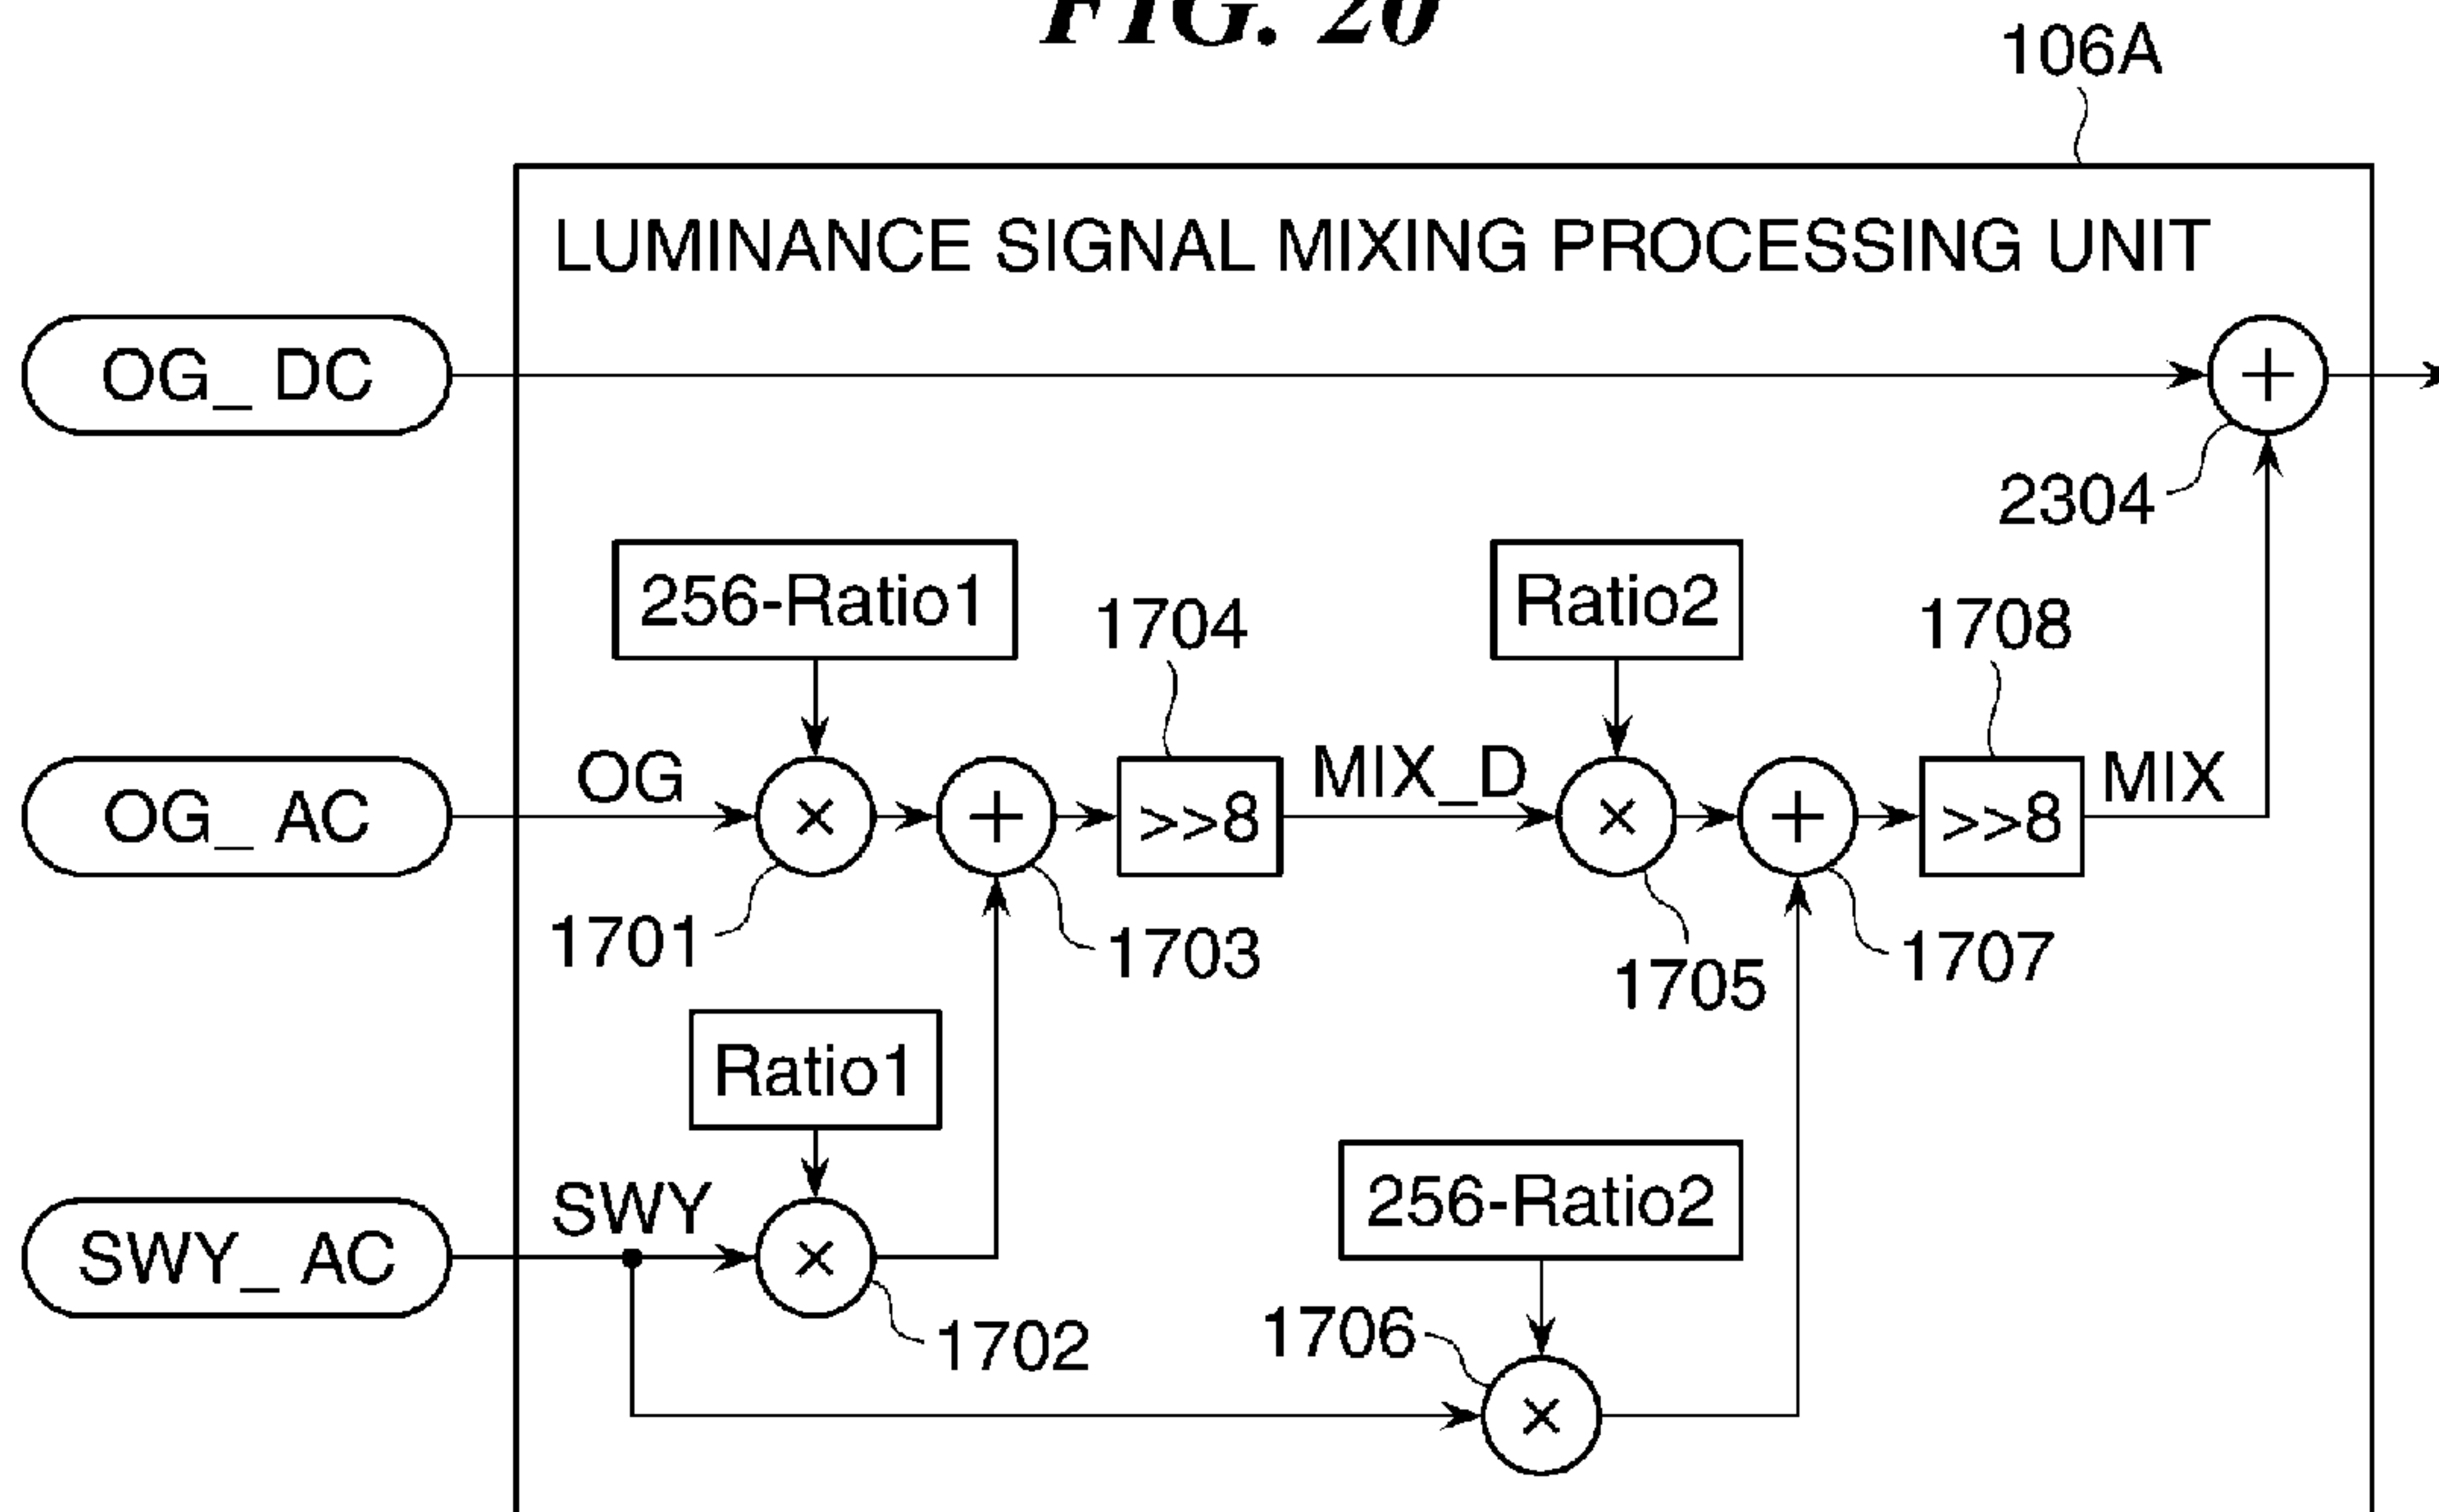 FIG. 20
106A
LUMINANCE SIGNAL MIXING PROCESSING UNIT
OG_ DC
2304
256-Ratio1
Ratio2
1704
1708
OG_ AC
OG
×
+
>>8
MIX_D
×
+
>>8
MIX
+
1701
1703
1705
1707
Ratio1
SWY_ AC
SWY
×
1702
256-Ratio2
1706
×